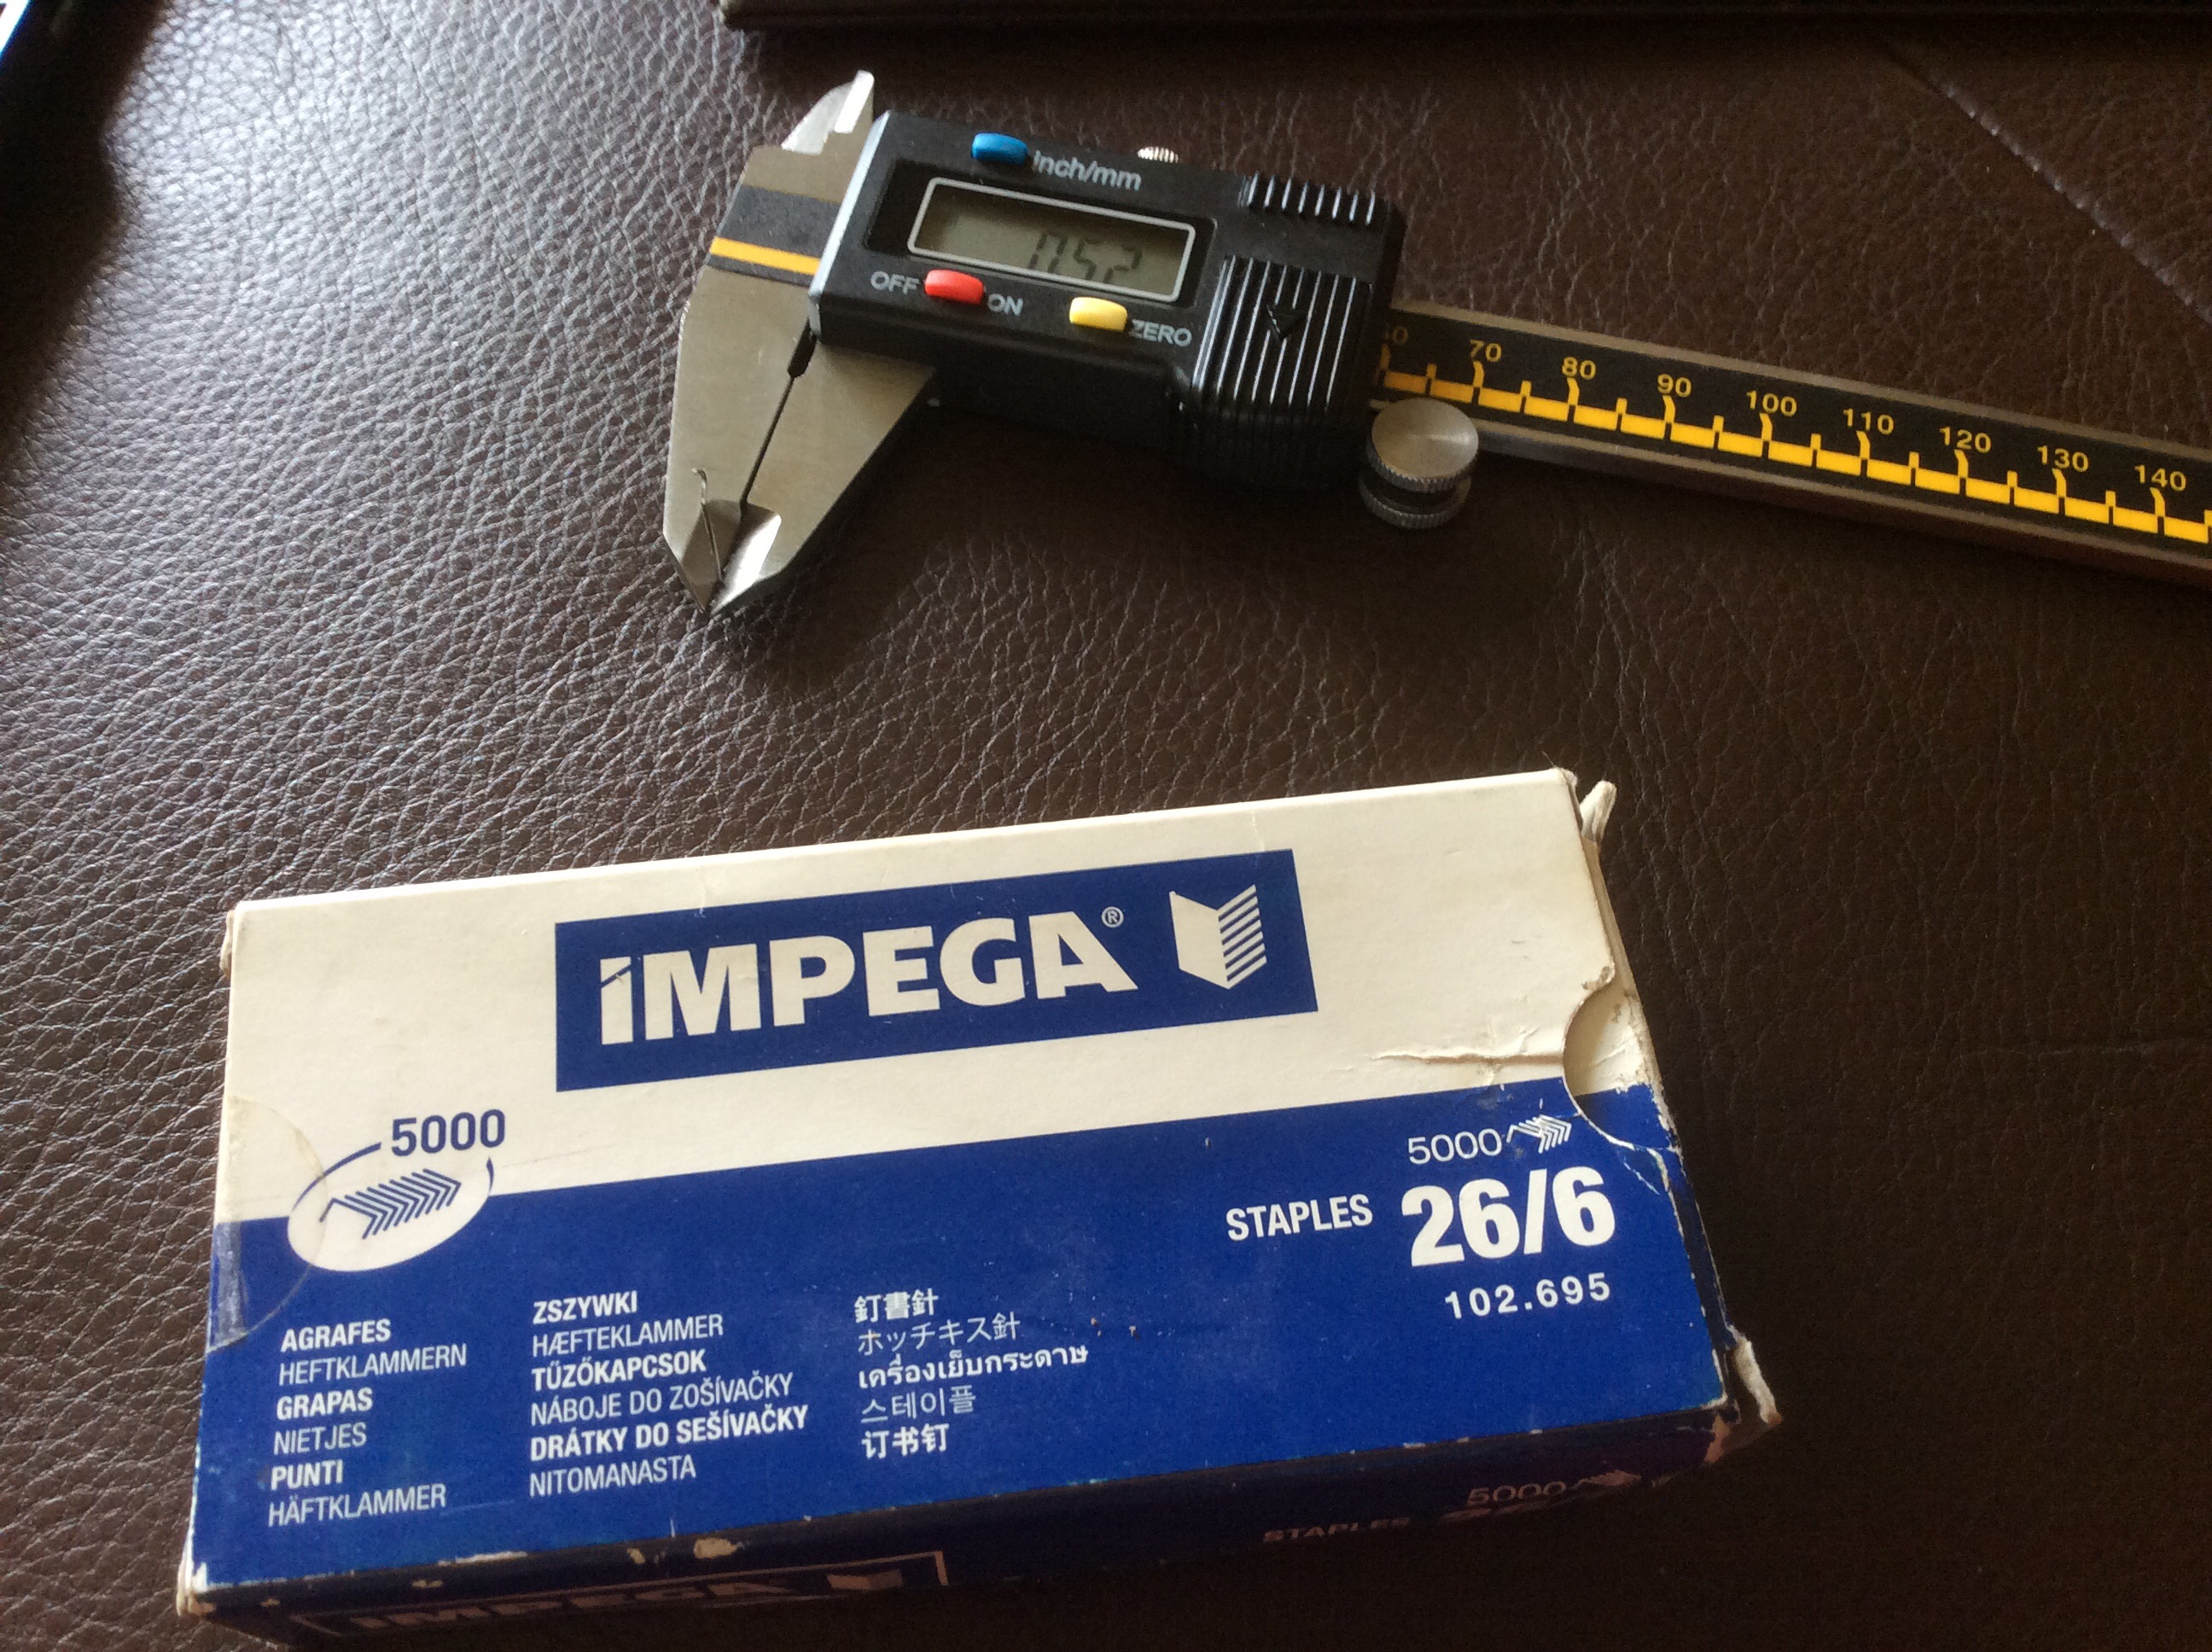 inch/mm
0.52
OFF ON
ZERO
70 80 90 100 110 120 130 140
IMPEGA®
5000
5000
STAPLES 26/6
102.695
AGRAFES
HEFTKLAMMERN
GRAPAS
NIETJES
PUNTI
HÄFTKLAMMER
ZSZYWKI
HÆFTEKLAMMER
TŰZŐKAPCSOK
NÁBOJE DO ZOŠÍVAČKY
DRÁTKY DO SEŠÍVAČKY
NITOMANASTA
釘書針
ホッチキス針
เครื่องเย็บกระดาษ
스테이플
订书钉
5000
STAPLES
IMPEGA